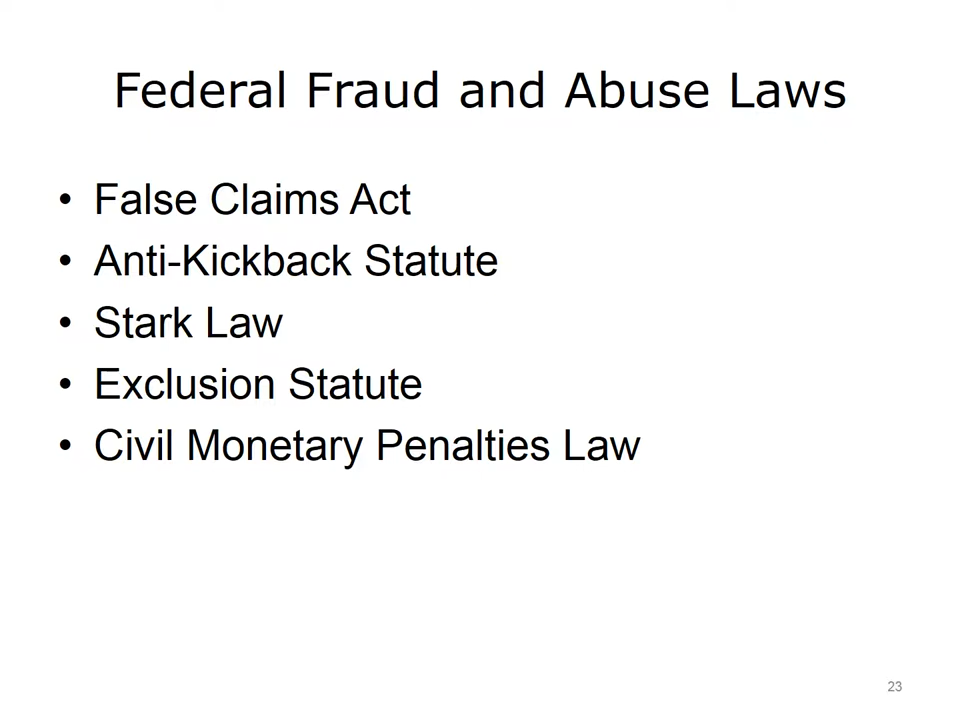 Federal Fraud and Abuse Laws
• False Claims Act
• Anti-Kickback Statute
• Stark Law
• Exclusion Statute
• Civil Monetary Penalties Law
23